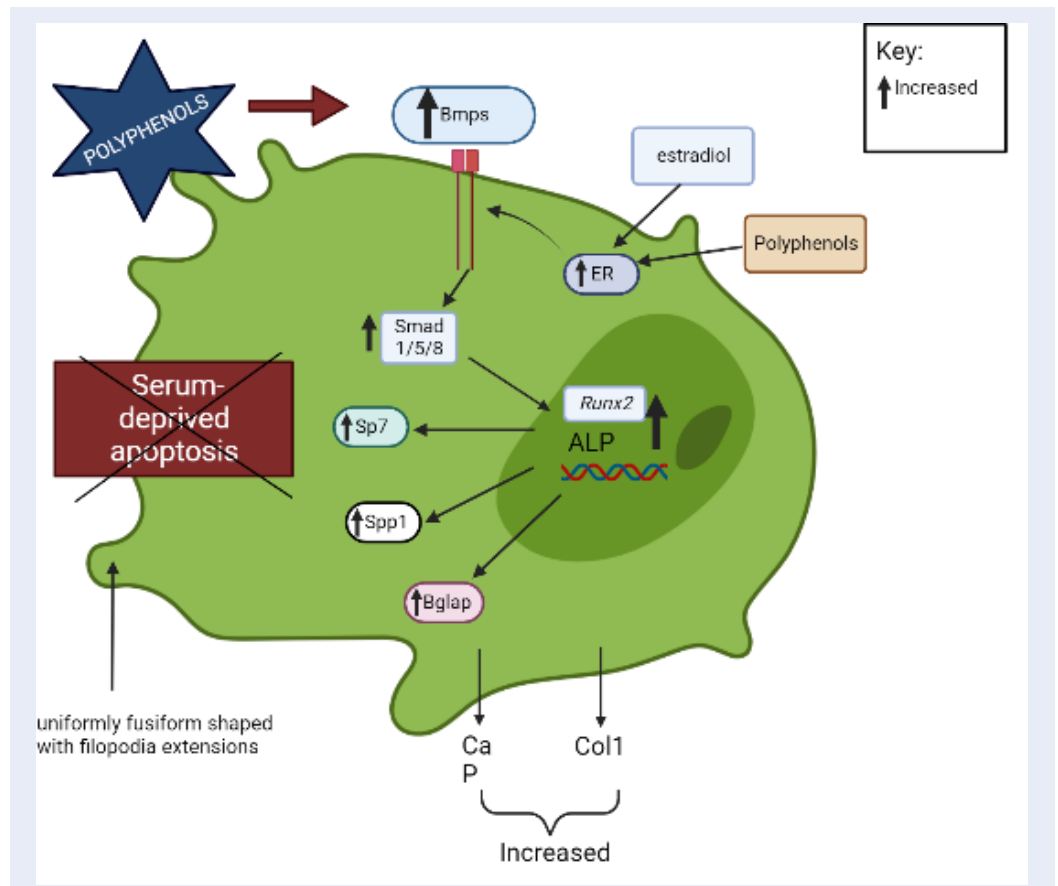 POLYPHENOLS
Bmps
Key:
Increased
estradiol
Polyphenols
ER
Smad
1/5/8
Serum-
deprived
apoptosis
Runx2
ALP
Sp7
Spp1
Bglap
uniformly fusiform shaped
with filopodia extensions
Ca
P
Col1
Increased